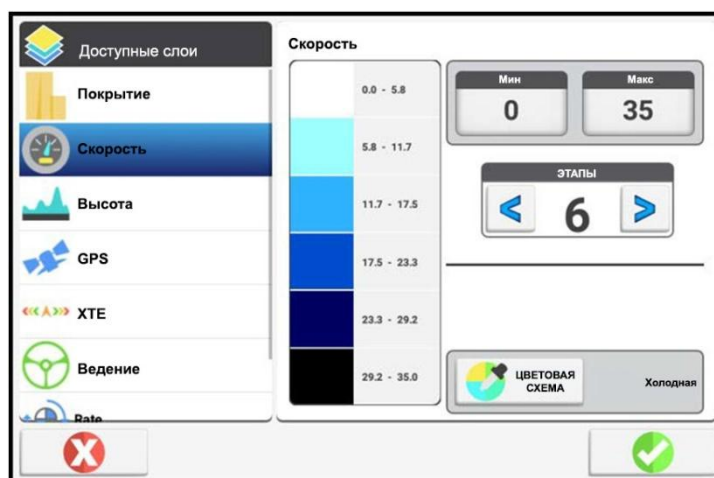 Доступные слои
Покрытие
Скорость
Высота
GPS
XTE
Ведение
Rate
Скорость
0.0 - 5.8
5.8 - 11.7
11.7 - 17.5
17.5 - 23.3
23.3 - 29.2
29.2 - 35.0
Мин
0
Макс
35
ЭТАПЫ
6
ЦВЕТОВАЯ
СХЕМА
Холодная